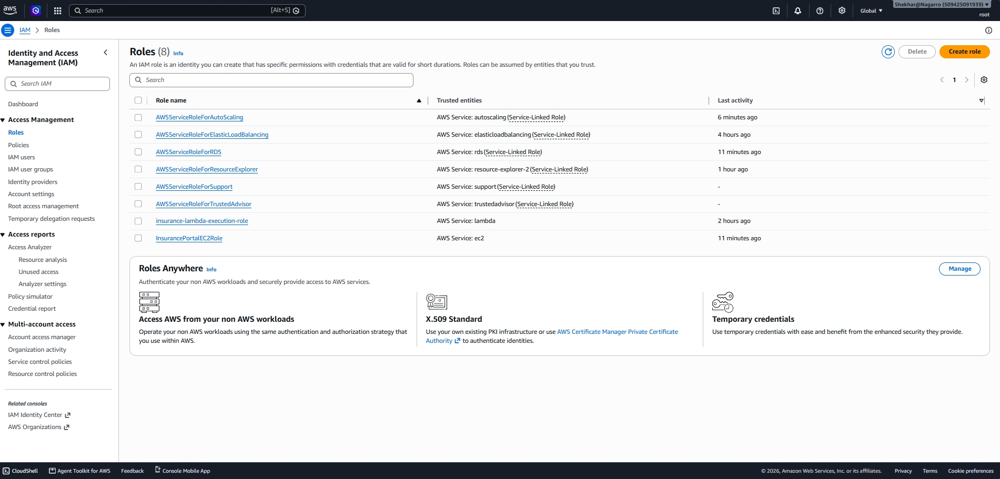 aws
Search [Alt+S]
Global ▼
Shekhar@Nagarro (509425091939) ▼
root
IAM > Roles
Identity and Access Management (IAM)
Search IAM
Dashboard
Access Management
Roles
Policies
IAM users
IAM user groups
Identity providers
Account settings
Root access management
Temporary delegation requests
Access reports
Access Analyzer
Resource analysis
Unused access
Analyzer settings
Policy simulator
Credential report
Multi-account access
Account access manager
Organization activity
Service control policies
Resource control policies
Related consoles
IAM Identity Center
AWS Organizations
Roles (8) Info
Delete
Create role
An IAM role is an identity you can create that has specific permissions with credentials that are valid for short durations. Roles can be assumed by entities that you trust.
Search
< 1 >
Role name Trusted entities Last activity
AWSServiceRoleForAutoScaling AWS Service: autoscaling (Service-Linked Role) 6 minutes ago
AWSServiceRoleForElasticLoadBalancing AWS Service: elasticloadbalancing (Service-Linked Role) 4 hours ago
AWSServiceRoleForRDS AWS Service: rds (Service-Linked Role) 11 minutes ago
AWSServiceRoleForResourceExplorer AWS Service: resource-explorer-2 (Service-Linked Role) 1 hour ago
AWSServiceRoleForSupport AWS Service: support (Service-Linked Role) -
AWSServiceRoleForTrustedAdvisor AWS Service: trustedadvisor (Service-Linked Role) -
insurance-lambda-execution-role AWS Service: lambda 2 hours ago
InsurancePortalEC2Role AWS Service: ec2 11 minutes ago
Roles Anywhere Info
Manage
Authenticate your non AWS workloads and securely provide access to AWS services.
Access AWS from your non AWS workloads
Operate your non AWS workloads using the same authentication and authorization strategy that
you use within AWS.
X.509 Standard
Use your own existing PKI infrastructure or use AWS Certificate Manager Private Certificate
Authority to authenticate identities.
Temporary credentials
Use temporary credentials with ease and benefit from the enhanced security they provide.
CloudShell Agent Toolkit for AWS Feedback Console Mobile App
© 2026, Amazon Web Services, Inc. or its affiliates. Privacy Terms Cookie preferences